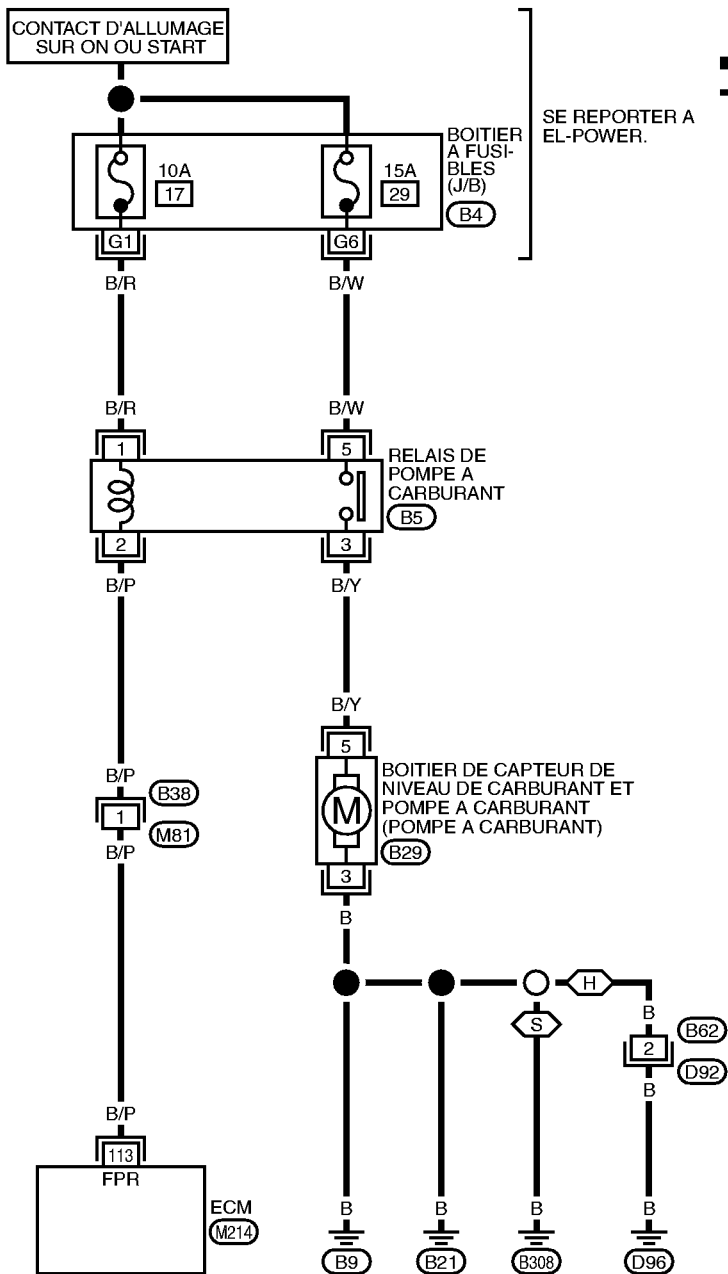 CONTACT D'ALLUMAGE
SUR ON OU START
SE REPORTER A
EL-POWER.
BOITIER
A FUSI-
BLES
(J/B)
B4
10A
17
15A
29
G1
G6
B/R
B/W
B/R
B/W
1
5
RELAIS DE
POMPE A
CARBURANT
B5
2
3
B/P
B/Y
B/Y
5
BOITIER DE CAPTEUR DE
NIVEAU DE CARBURANT ET
POMPE A CARBURANT
(POMPE A CARBURANT)
B29
M
3
B
B/P
B38
1
M81
B/P
H
S
B
B62
2
D92
B
B/P
113
FPR
ECM
M214
B
B
B
B
B9
B21
B308
D96